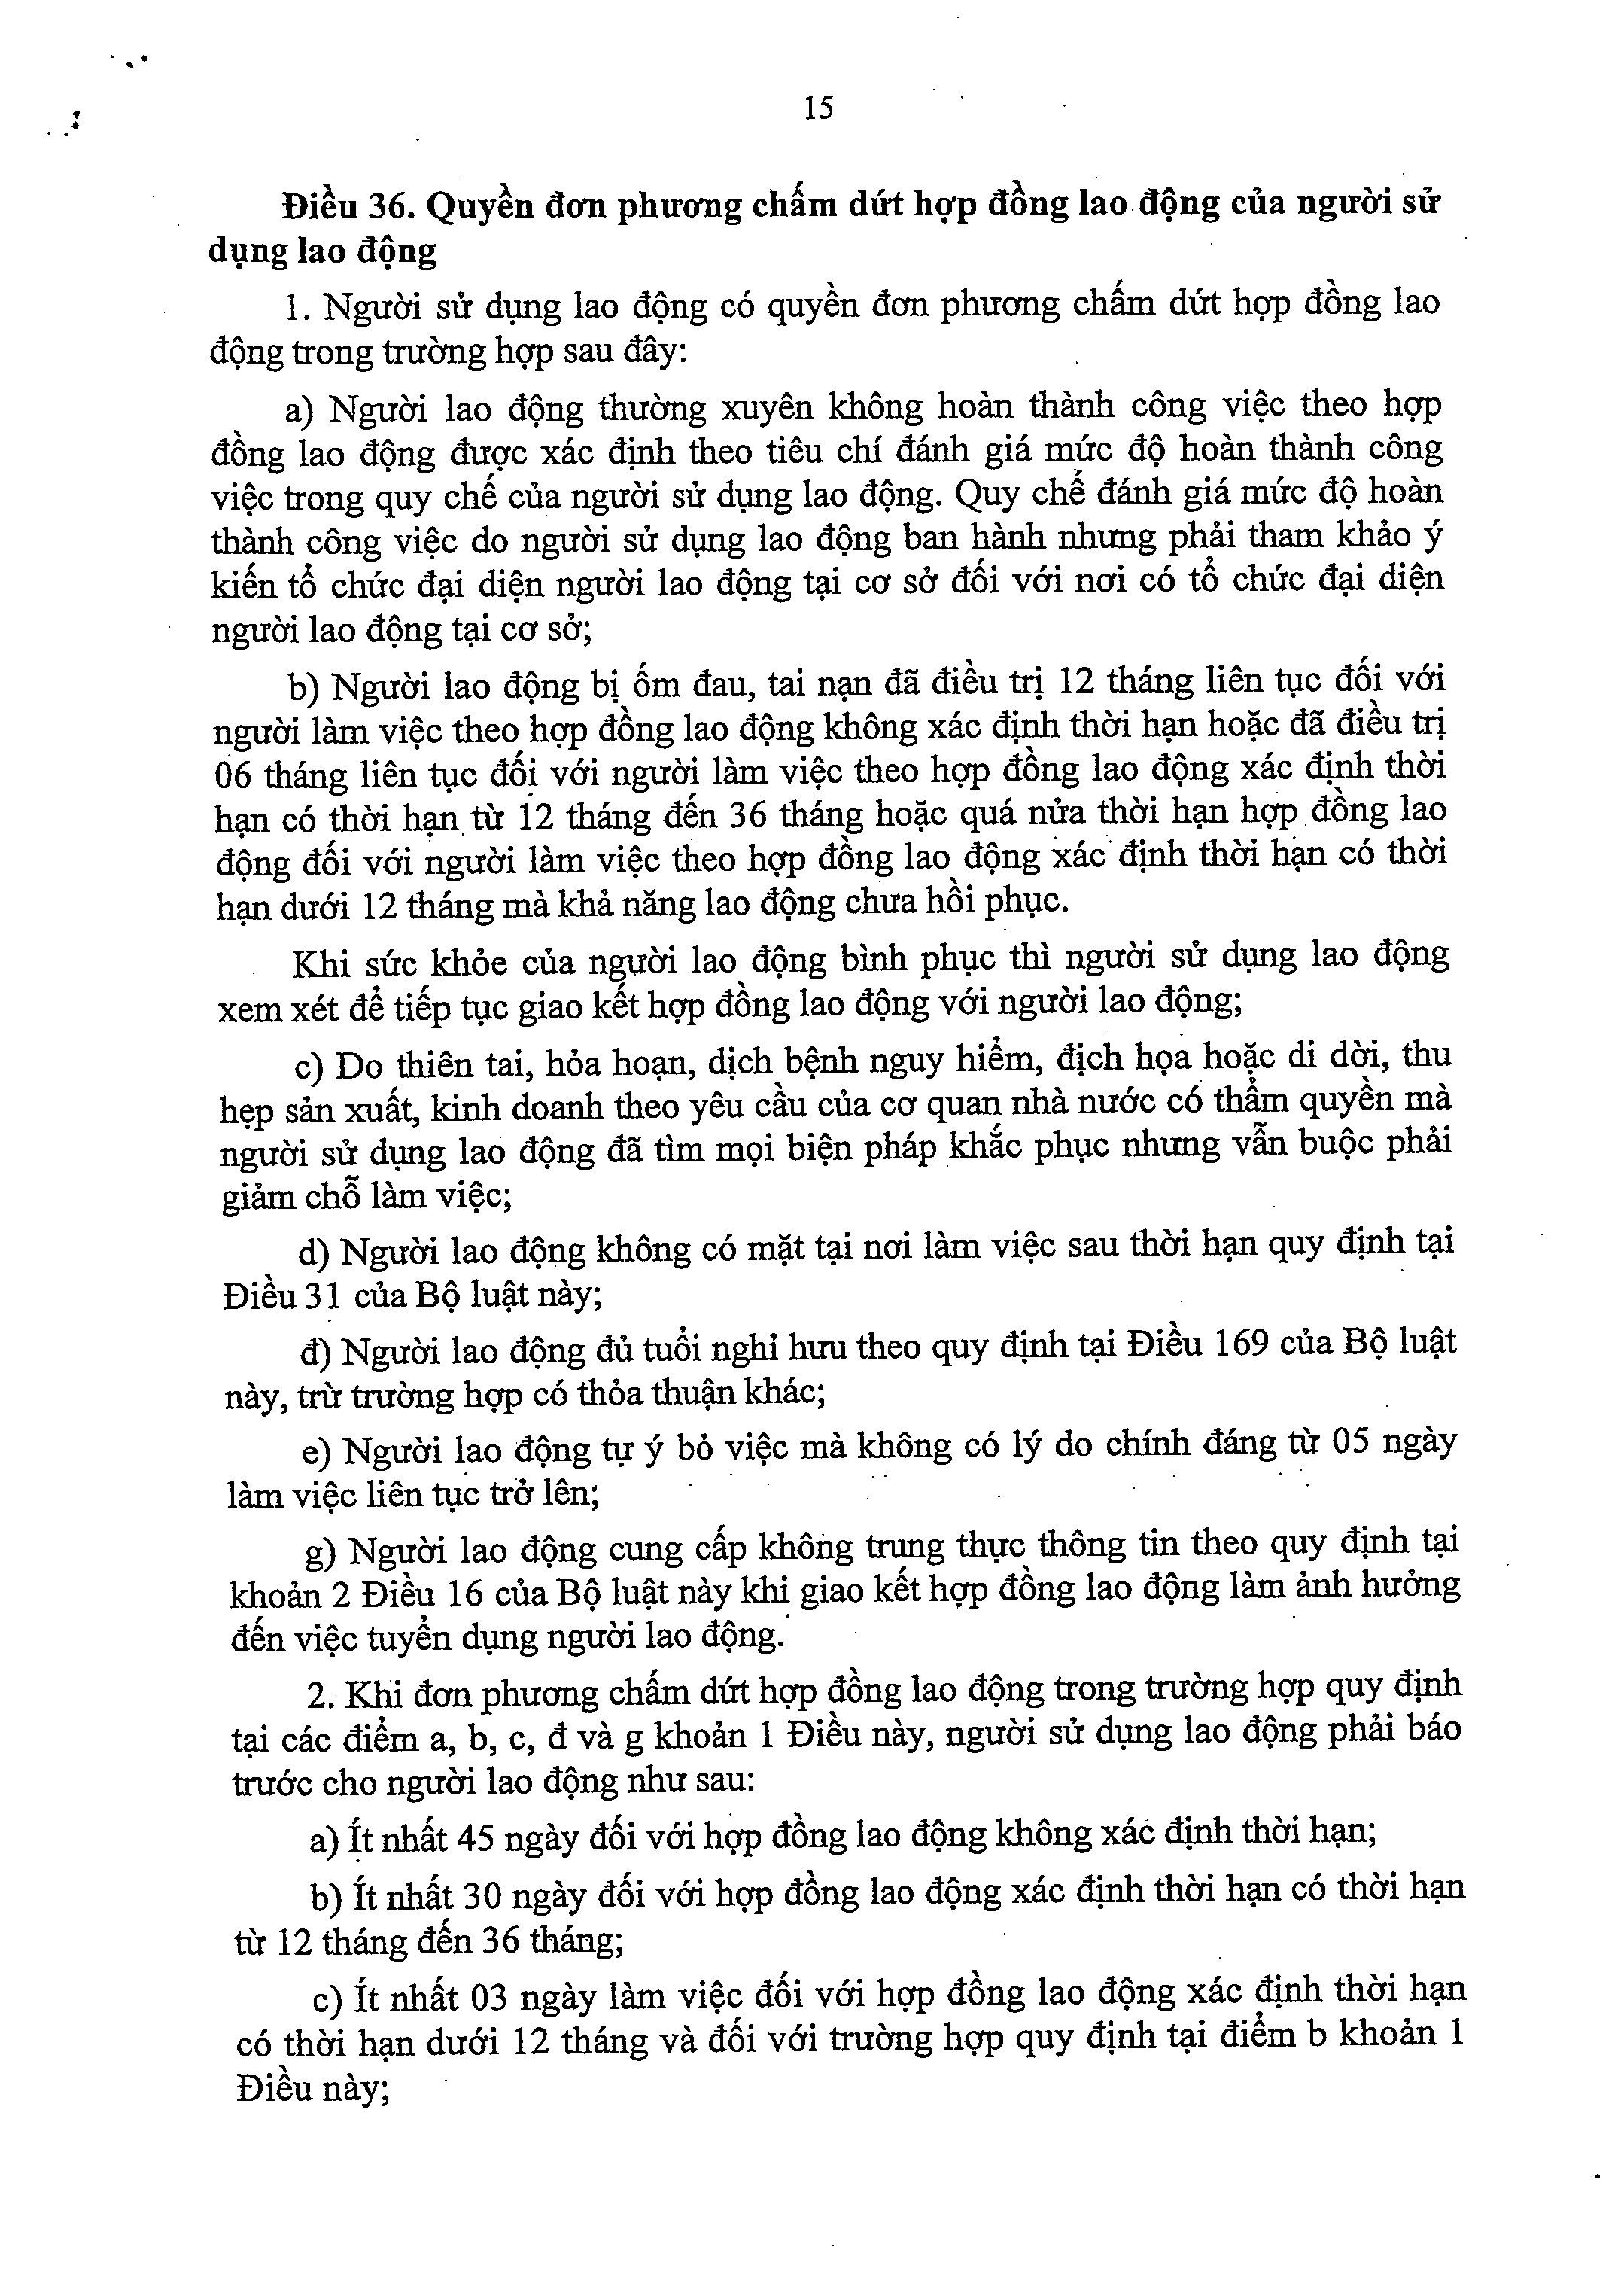 15
Điều 36. Quyền đơn phương chấm dứt hợp đồng lao động của người sử
dụng lao động
1. Người sử dụng lao động có quyền đơn phương chấm dứt hợp đồng lao
động trong trường hợp sau đây:
a) Người lao động thường xuyên không hoàn thành công việc theo hợp
đồng lao động được xác định theo tiêu chí đánh giá mức độ hoàn thành công
việc trong quy chế của người sử dụng lao động. Quy chế đánh giá mức độ hoàn
thành công việc do người sử dụng lao động ban hành nhưng phải tham khảo ý
kiến tổ chức đại diện người lao động tại cơ sở đối với nơi có tổ chức đại diện
người lao động tại cơ sở;
b) Người lao động bị ốm đau, tai nạn đã điều trị 12 tháng liên tục đối với
người làm việc theo hợp đồng lao động không xác định thời hạn hoặc đã điều trị
06 tháng liên tục đối với người làm việc theo hợp đồng lao động xác định thời
hạn có thời hạn từ 12 tháng đến 36 tháng hoặc quá nửa thời hạn hợp đồng lao
động đối với người làm việc theo hợp đồng lao động xác định thời hạn có thời
hạn dưới 12 tháng mà khả năng lao động chưa hồi phục.
Khi sức khỏe của người lao động bình phục thì người sử dụng lao động
xem xét để tiếp tục giao kết hợp đồng lao động với người lao động;
c) Do thiên tai, hỏa hoạn, dịch bệnh nguy hiểm, địch họa hoặc di dời, thu
hẹp sản xuất, kinh doanh theo yêu cầu của cơ quan nhà nước có thẩm quyền mà
người sử dụng lao động đã tìm mọi biện pháp khắc phục nhưng vẫn buộc phải
giảm chỗ làm việc;
d) Người lao động không có mặt tại nơi làm việc sau thời hạn quy định tại
Điều 31 của Bộ luật này;
đ) Người lao động đủ tuổi nghỉ hưu theo quy định tại Điều 169 của Bộ luật
này, trừ trường hợp có thỏa thuận khác;
e) Người lao động tự ý bỏ việc mà không có lý do chính đáng từ 05 ngày
làm việc liên tục trở lên;
g) Người lao động cung cấp không trung thực thông tin theo quy định tại
khoản 2 Điều 16 của Bộ luật này khi giao kết hợp đồng lao động làm ảnh hưởng
đến việc tuyển dụng người lao động.
2. Khi đơn phương chấm dứt hợp đồng lao động trong trường hợp quy định
tại các điểm a, b, c, đ và g khoản 1 Điều này, người sử dụng lao động phải báo
trước cho người lao động như sau:
a) Ít nhất 45 ngày đối với hợp đồng lao động không xác định thời hạn;
b) Ít nhất 30 ngày đối với hợp đồng lao động xác định thời hạn có thời hạn
từ 12 tháng đến 36 tháng;
c) Ít nhất 03 ngày làm việc đối với hợp đồng lao động xác định thời hạn
có thời hạn dưới 12 tháng và đối với trường hợp quy định tại điểm b khoản 1
Điều này;